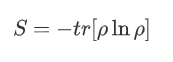 S = −tr[ρ ln ρ]